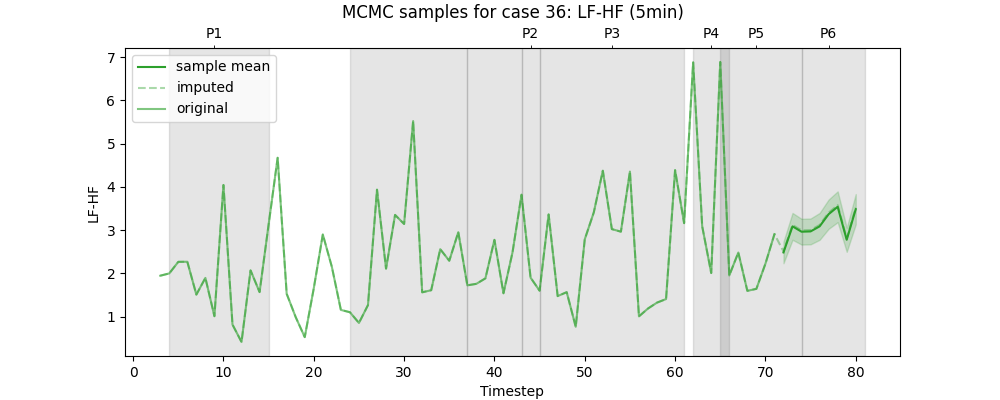 MCMC samples for case 36: LF-HF (5min)
P1 P2 P3 P4 P5 P6
sample mean
imputed
original
7
6
5
4
3
2
1
LF-HF
0 10 20 30 40 50 60 70 80
Timestep